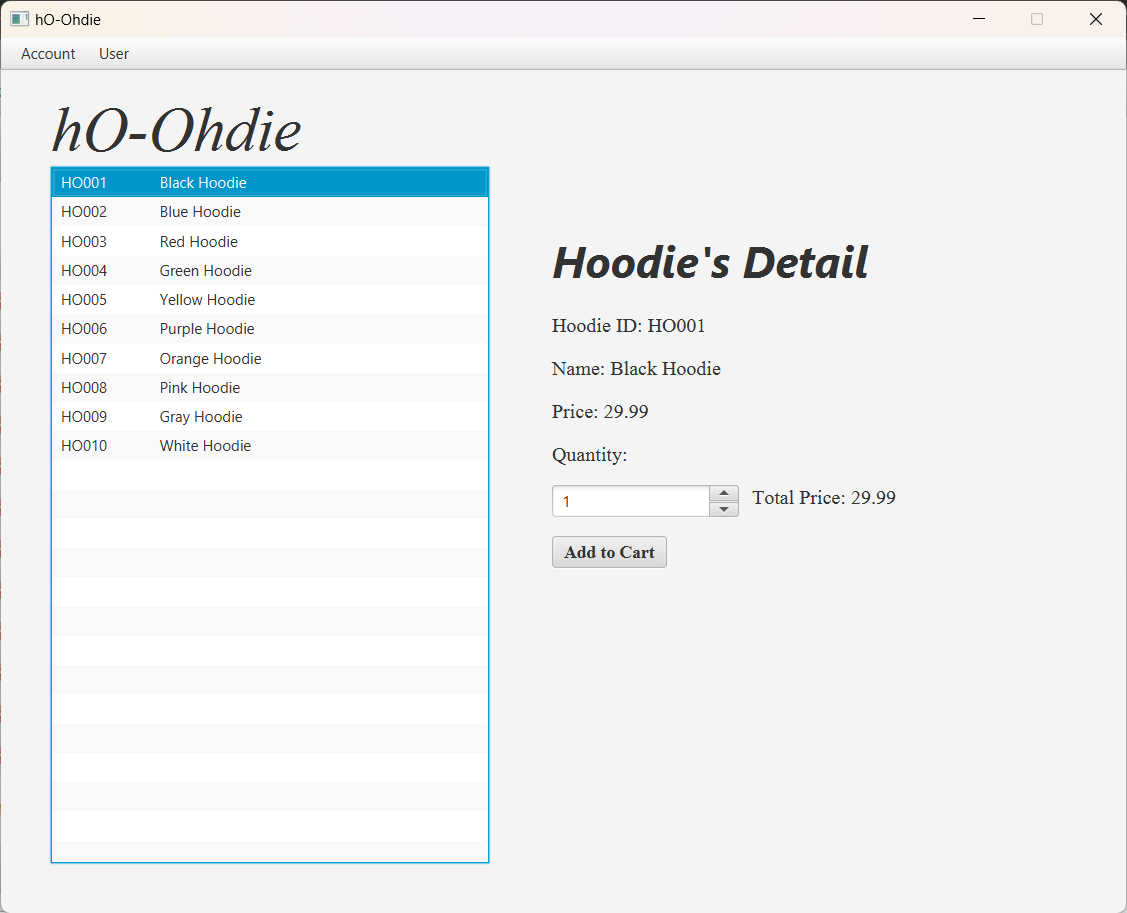 hO-Ohdie
Account User
hO-Ohdie
HO001 Black Hoodie
HO002 Blue Hoodie
HO003 Red Hoodie
HO004 Green Hoodie
HO005 Yellow Hoodie
HO006 Purple Hoodie
HO007 Orange Hoodie
HO008 Pink Hoodie
HO009 Gray Hoodie
HO010 White Hoodie
Hoodie's Detail
Hoodie ID: HO001
Name: Black Hoodie
Price: 29.99
Quantity:
1 Total Price: 29.99
Add to Cart